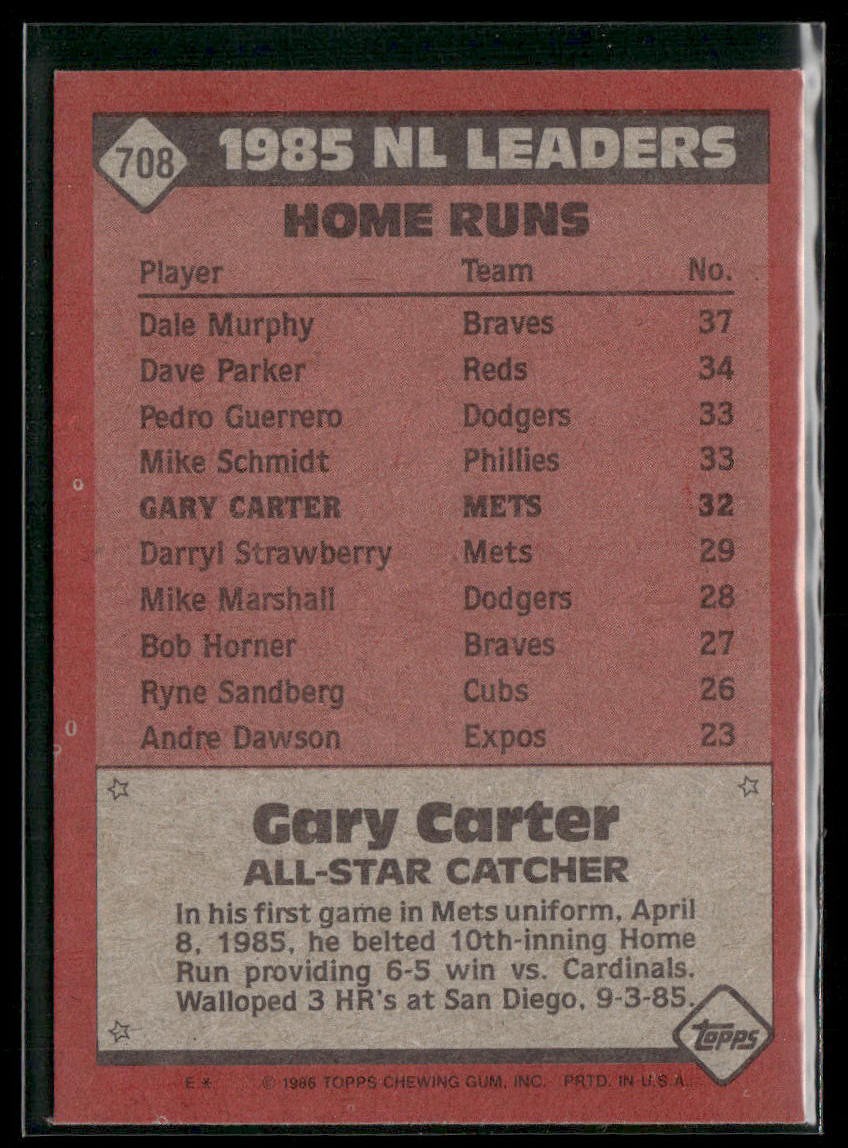 708 1985 NL LEADERS
HOME RUNS
Player Team No.
Dale Murphy Braves 37
Dave Parker Reds 34
Pedro Guerrero Dodgers 33
Mike Schmidt Phillies 33
GARY CARTER METS 32
Darryl Strawberry Mets 29
Mike Marshall Dodgers 28
Bob Horner Braves 27
Ryne Sandberg Cubs 26
Andre Dawson Expos 23
Gary Carter
ALL-STAR CATCHER
In his first game in Mets uniform, April
8, 1985, he belted 10th-inning Home
Run providing 6-5 win vs. Cardinals.
Walloped 3 HR's at San Diego, 9-3-85.
topps
E * © 1986 TOPPS CHEWING GUM, INC. PRTD. IN U.S.A.